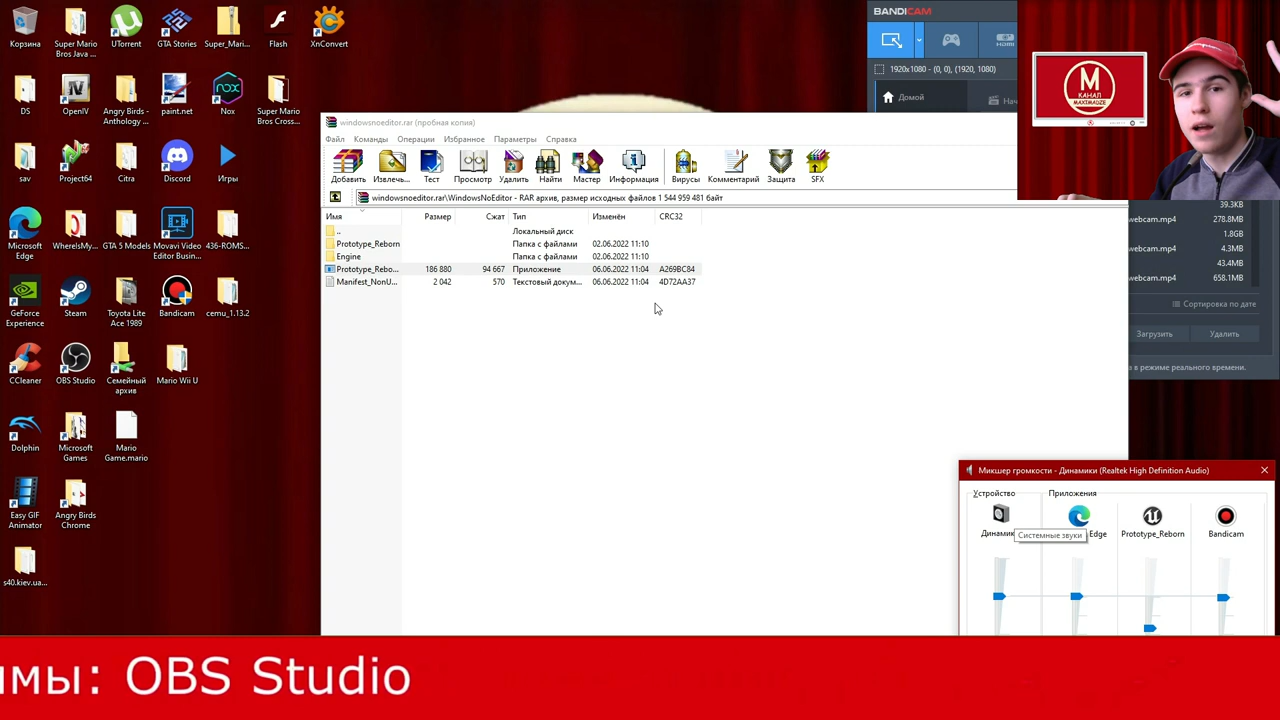 Корзина
Super Mario Bros Java ...
UTorrent
GTA Stories
Super_Mari...
Flash
XnConvert
DS
OpenIV
Angry Birds - Anthology ...
paint.net
Nox
Super Mario Bros Cross...
sav
Project64
Citra
Discord
Игры
Microsoft Edge
WhereIsMy...
GTA 5 Models
Movavi Video Editor Busin...
436-ROMS...
GeForce Experience
Steam
Toyota Lite Ace 1989
Bandicam
cemu_1.13.2
CCleaner
OBS Studio
Семейный архив
Mario Wii U
Dolphin
Microsoft Games
Mario Game.mario
Easy GIF Animator
Angry Birds Chrome
s40.kiev.ua...
BANDICAM
HDMI
1920x1080 - (0, 0), (1920, 1080)
Домой
Нач
М
КАНАЛ
MAXIMADZE
windowsnoeditor.rar (пробная копия)
Файл Команды Операции Избранное Параметры Справка
Добавить Извлечь... Тест Просмотр Удалить Найти Мастер Информация Вирусы Комментарий Защита SFX
windowsnoeditor.rar\WindowsNoEditor - RAR архив, размер исходных файлов 1 544 959 481 байт
Имя Размер Сжат Тип Изменён CRC32
.. Локальный диск
Prototype_Reborn Папка с файлами 02.06.2022 11:10
Engine Папка с файлами 02.06.2022 11:10
Prototype_Rebo... 186 880 94 667 Приложение 06.06.2022 11:04 A269BC84
Manifest_NonU... 2 042 570 Текстовый докум... 06.06.2022 11:04 4D72AA37
39.3KB
webcam.mp4 278.8MB
1.8GB
webcam.mp4 4.3MB
43.4MB
webcam.mp4 658.1MB
Сортировка по дате
Загрузить Удалить
в режиме реального времени.
Микшер громкости - Динамики (Realtek High Definition Audio)
Устройство Приложения
Динамик Edge Prototype_Reborn Bandicam
Системные звуки
ммы: OBS Studio